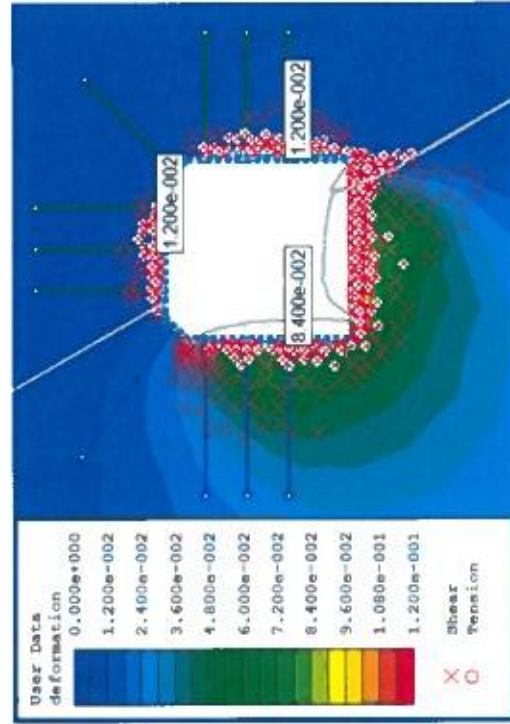 User Data
deformation
0.000e+000
1.200e-002
2.400e-002
3.600e-002
4.800e-002
6.000e-002
7.200e-002
8.400e-002
9.600e-002
1.080e-001
1.200e-001
Shear
Tension
8.400e-002
1.200e-002
1.200e-002